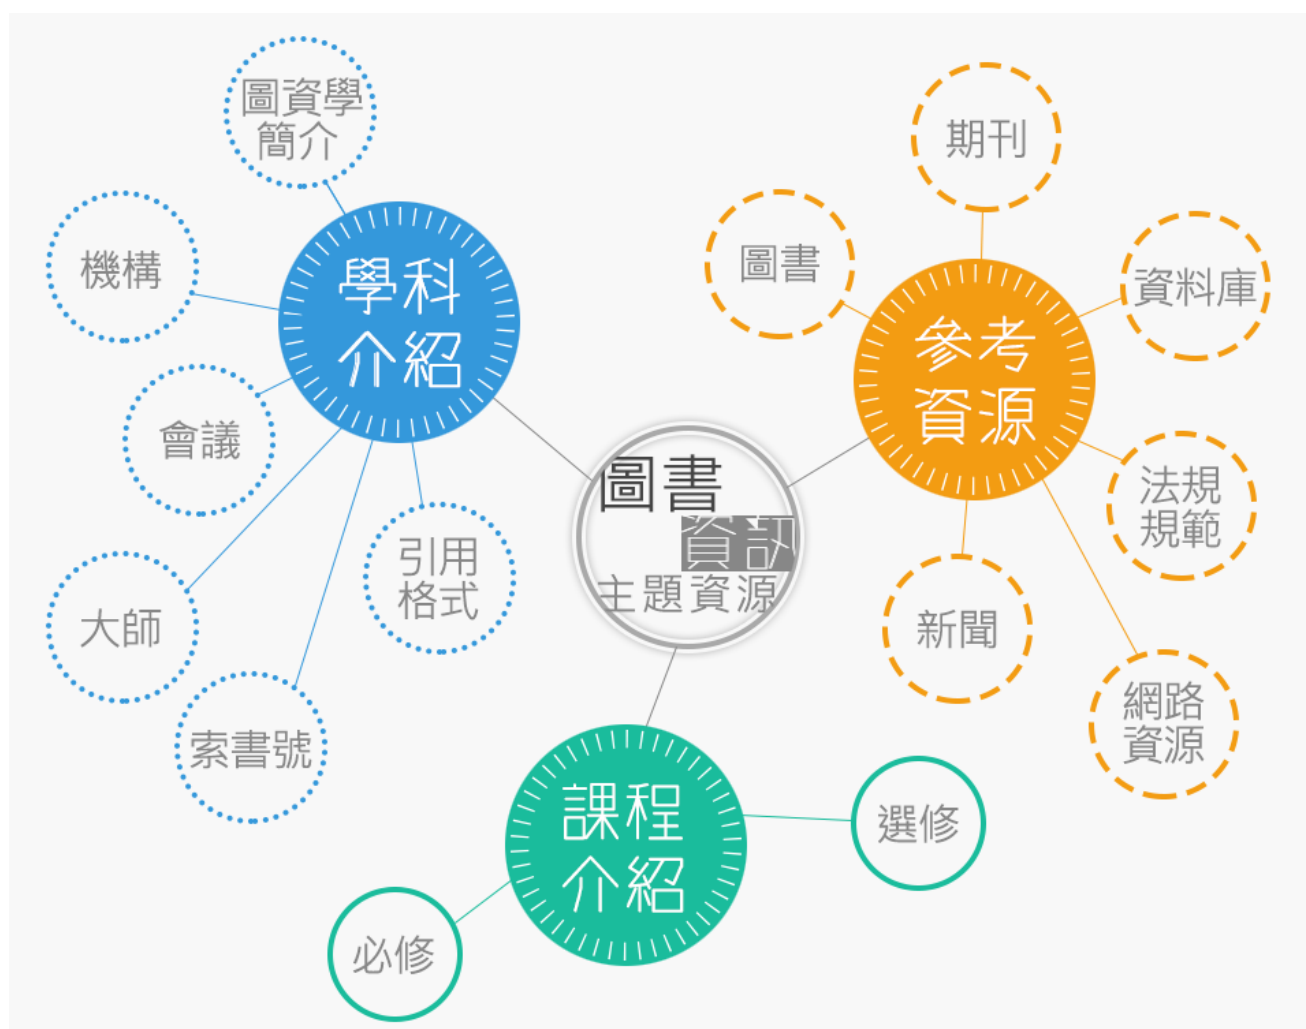 圖資學
簡介
機構
學科
介紹
會議
引用
格式
大師
索書號
圖書
資訊
主題資源
期刊
圖書
資料庫
參考
資源
法規
規範
新聞
網路
資源
課程
介紹
選修
必修